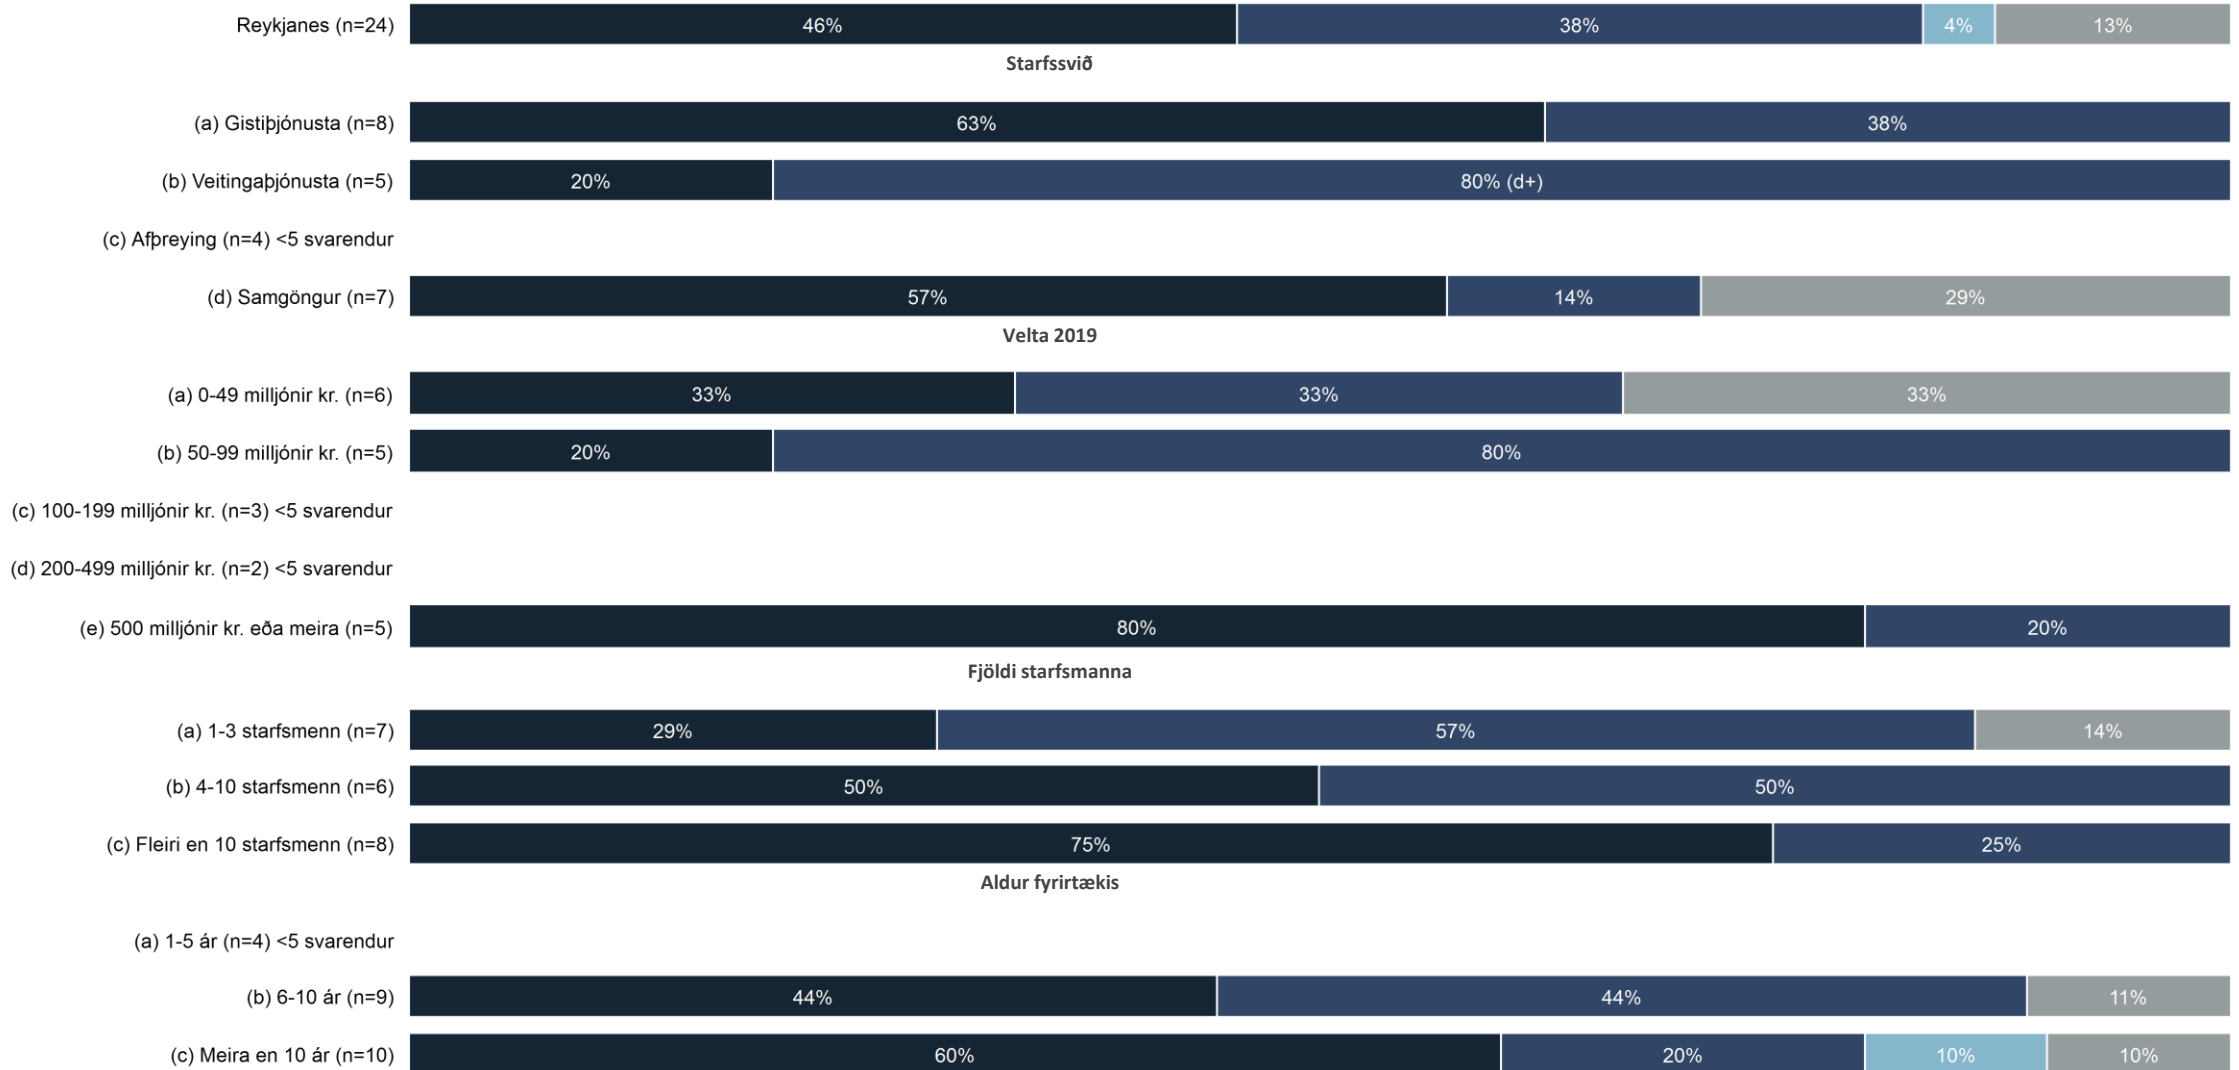 Reykjanes (n=24) 46% 38% 4% 13%
Starfssvið
(a) Gistiþjónusta (n=8) 63% 38%
(b) Veitingaþjónusta (n=5) 20% 80% (d+)
(c) Afþreying (n=4) <5 svarendur
(d) Samgöngur (n=7) 57% 14% 29%
Velta 2019
(a) 0-49 milljónir kr. (n=6) 33% 33% 33%
(b) 50-99 milljónir kr. (n=5) 20% 80%
(c) 100-199 milljónir kr. (n=3) <5 svarendur
(d) 200-499 milljónir kr. (n=2) <5 svarendur
(e) 500 milljónir kr. eða meira (n=5) 80% 20%
Fjöldi starfsmanna
(a) 1-3 starfsmenn (n=7) 29% 57% 14%
(b) 4-10 starfsmenn (n=6) 50% 50%
(c) Fleiri en 10 starfsmenn (n=8) 75% 25%
Aldur fyrirtækis
(a) 1-5 ár (n=4) <5 svarendur
(b) 6-10 ár (n=9) 44% 44% 11%
(c) Meira en 10 ár (n=10) 60% 20% 10% 10%